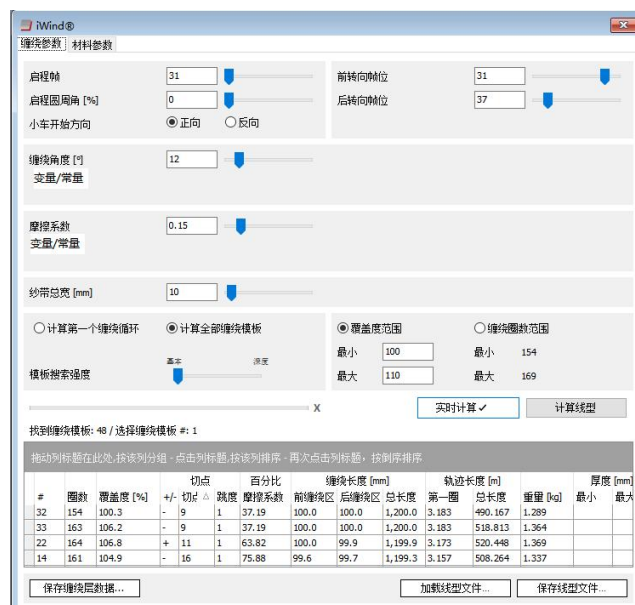 iWind®
缠绕参数 材料参数
启程帧 31
启程圆周角 [%] 0
小车开始方向 正向 反向
前转向帧位 31
后转向帧位 37
缠绕角度 [º] 12
变量/常量
摩擦系数 0.15
变量/常量
纱带总宽 [mm] 10
计算第一个缠绕循环 计算全部缠绕模板
基本 深度
模板搜索强度
覆盖度范围 缠绕圈数范围
最小 100 最小 154
最大 110 最大 169
X 实时计算✓ 计算线型
找到缠绕模板: 48 / 选择缠绕模板 #: 1
拖动列标题在此处,按该列分组 - 点击列标题,按该列排序 - 再次点击列标题，按倒序排序
切点 百分比 缠绕长度 [mm] 轨迹长度 [m] 厚度 [mm]
# 圈数 覆盖度 [%] +/- 切点 △ 跳度 摩擦系数 前缠绕区 后缠绕区 总长度 第一圈 总长度 重量 [kg] 最小 最大
32 154 100.3 - 9 1 37.19 100.0 100.0 1,200.0 3.183 490.167 1.289
33 163 106.2 - 9 1 37.19 100.0 100.0 1,200.0 3.183 518.813 1.364
22 164 106.8 + 11 1 63.82 100.0 99.9 1,199.9 3.173 520.448 1.369
14 161 104.9 - 16 1 75.88 99.6 99.7 1,199.3 3.157 508.264 1.337
保存缠绕层数据... 加载线型文件... 保存线型文件...